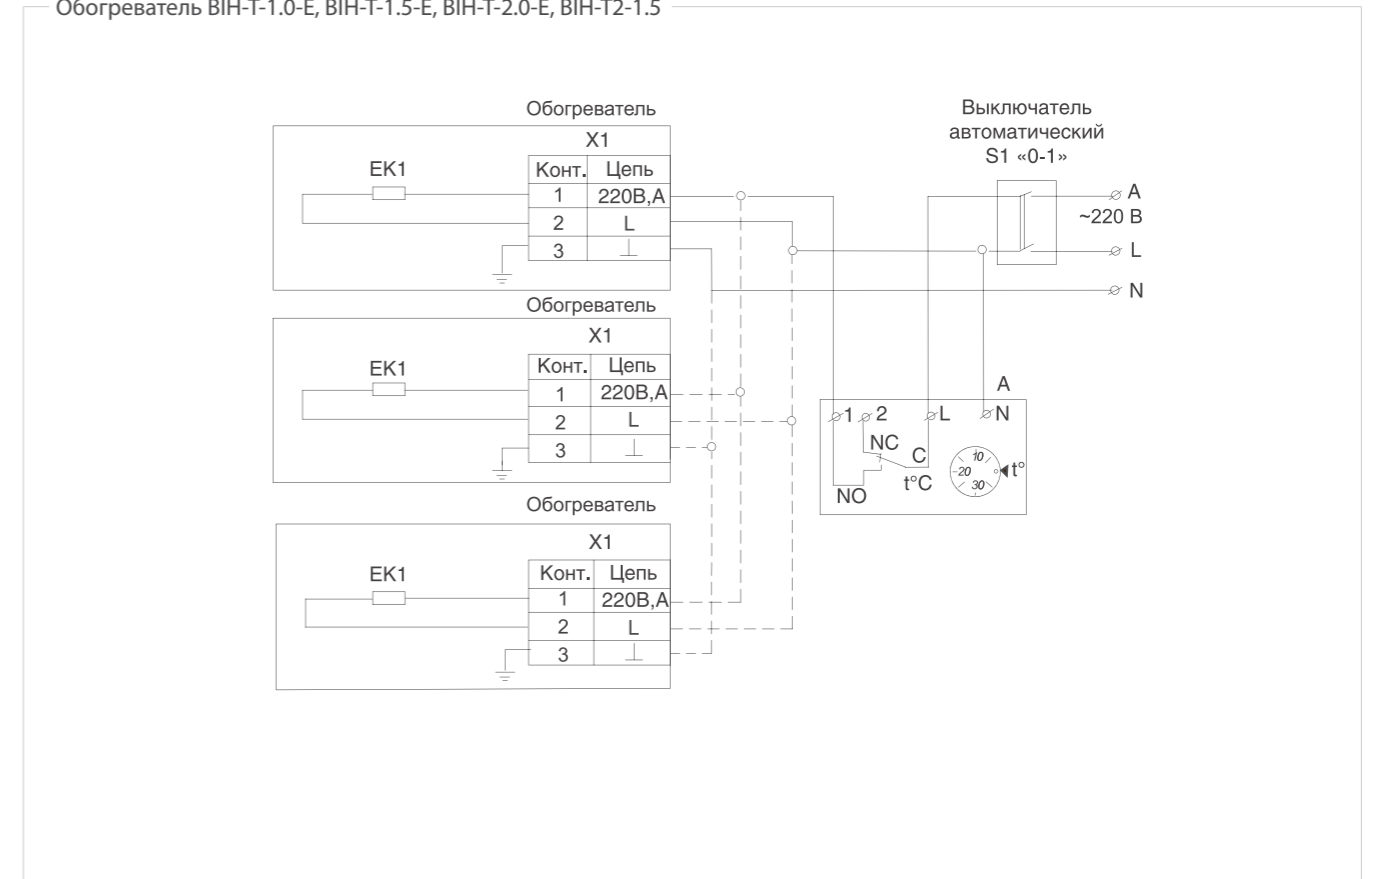 Обогреватель BIH-T-1.0-E, BIH-T-1.5-E, BIH-T-2.0-E, BIH-T2-1.5
Обогреватель
X1
EK1
Конт. Цепь
1 220В,А
2 L
3 ⊥
Выключатель
автоматический
S1 «0-1»
A
~220 В
L
N
Обогреватель
X1
EK1
Конт. Цепь
1 220В,А
2 L
3 ⊥
A
1 2 L N
NC
C
t°C
NO
10
20
30
t°
Обогреватель
X1
EK1
Конт. Цепь
1 220В,А
2 L
3 ⊥